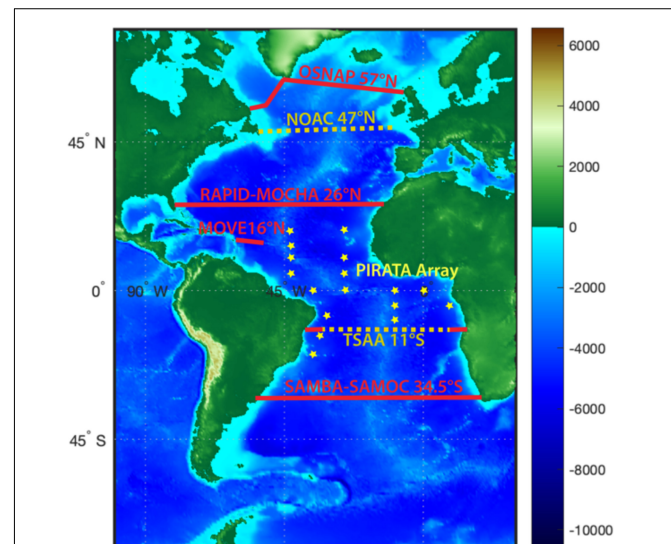 OSNAP 57°N
NOAC 47°N
45° N
RAPID-MOCHA 26°N
MOVE16°N
PIRATA Array
0° 90° W 45° W 0°
TSAA 11°S
SAMBA-SAMOC 34.5°S
45° S
6000
4000
2000
0
-2000
-4000
-6000
-8000
-10000